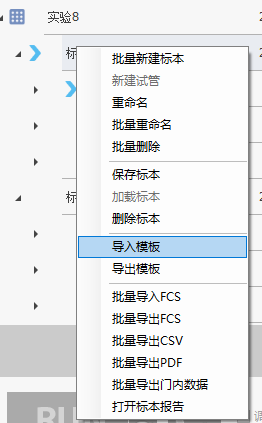 实验8
标
批量新建标本
新建试管
重命名
批量重命名
批量删除
保存标本
加载标本
标
删除标本
导入模板
导出模板
批量导入FCS
批量导出FCS
批量导出CSV
批量导出PDF
批量导出门内数据
打开标本报告
调